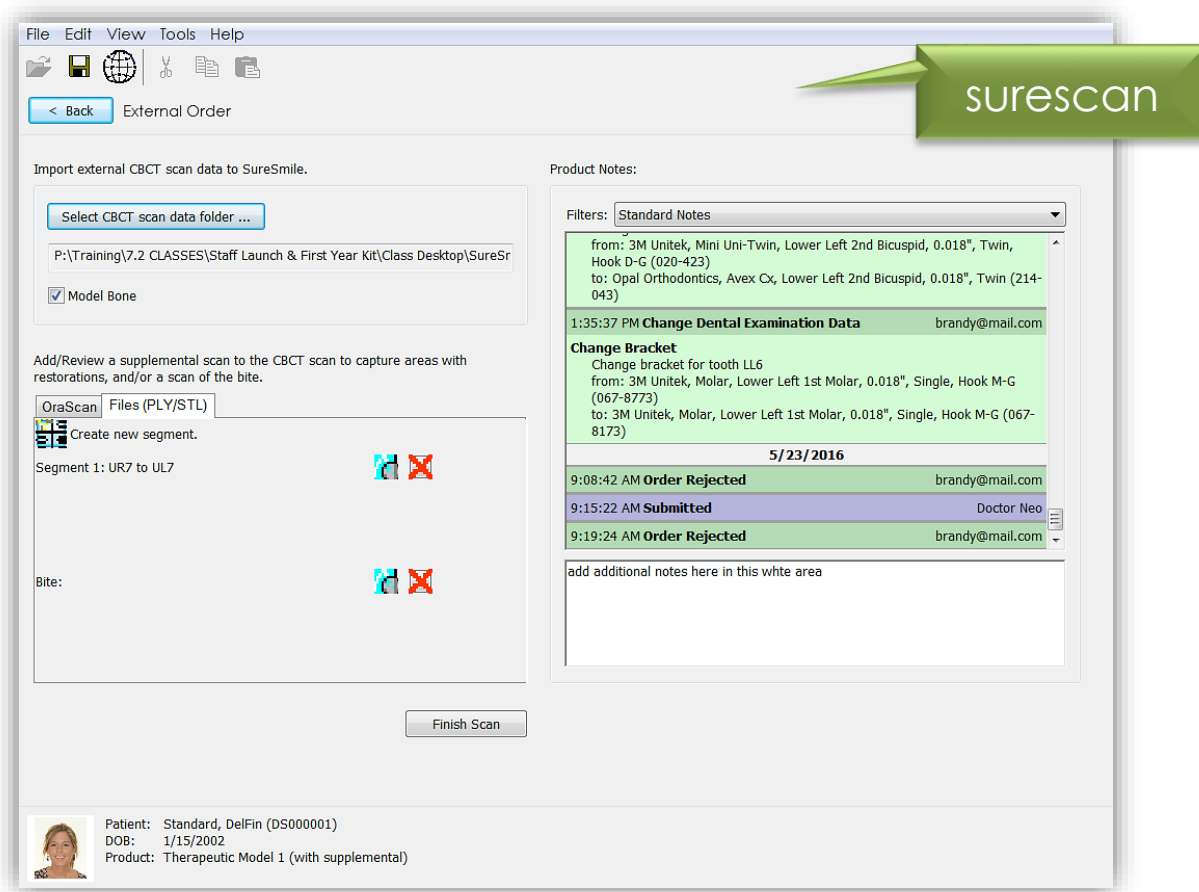 File Edit View Tools Help
surescan
< Back External Order
Import external CBCT scan data to SureSmile.
Select CBCT scan data folder ...
P:\Training\7.2 CLASSES\Staff Launch & First Year Kit\Class Desktop\SureSr
Model Bone
Add/Review a supplemental scan to the CBCT scan to capture areas with
restorations, and/or a scan of the bite.
OraScan Files (PLY/STL)
Create new segment.
Segment 1: UR7 to UL7
Bite:
Finish Scan
Product Notes:
Filters: Standard Notes
from: 3M Unitek, Mini Uni-Twin, Lower Left 2nd Bicuspid, 0.018", Twin,
Hook D-G (020-423)
to: Opal Orthodontics, Avex Cx, Lower Left 2nd Bicuspid, 0.018", Twin (214-
043)
1:35:37 PM Change Dental Examination Data brandy@mail.com
Change Bracket
Change bracket for tooth LL6
from: 3M Unitek, Molar, Lower Left 1st Molar, 0.018", Single, Hook M-G
(067-8773)
to: 3M Unitek, Molar, Lower Left 1st Molar, 0.018", Single, Hook M-G (067-
8173)
5/23/2016
9:08:42 AM Order Rejected brandy@mail.com
9:15:22 AM Submitted Doctor Neo
9:19:24 AM Order Rejected brandy@mail.com
add additional notes here in this whte area
Patient: Standard, DelFin (DS000001)
DOB: 1/15/2002
Product: Therapeutic Model 1 (with supplemental)